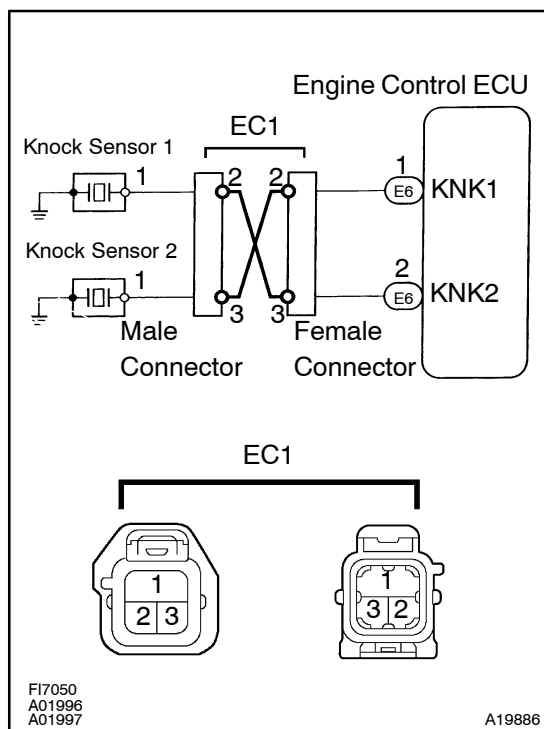 Engine Control ECU
EC1
Knock Sensor 1
1
2
2
1
E6
KNK1
Knock Sensor 2
1
2
E6
KNK2
3
3
Male Connector
Female Connector
EC1
1
2 3
1
3 2
FI7050
A01996
A01997
A19886